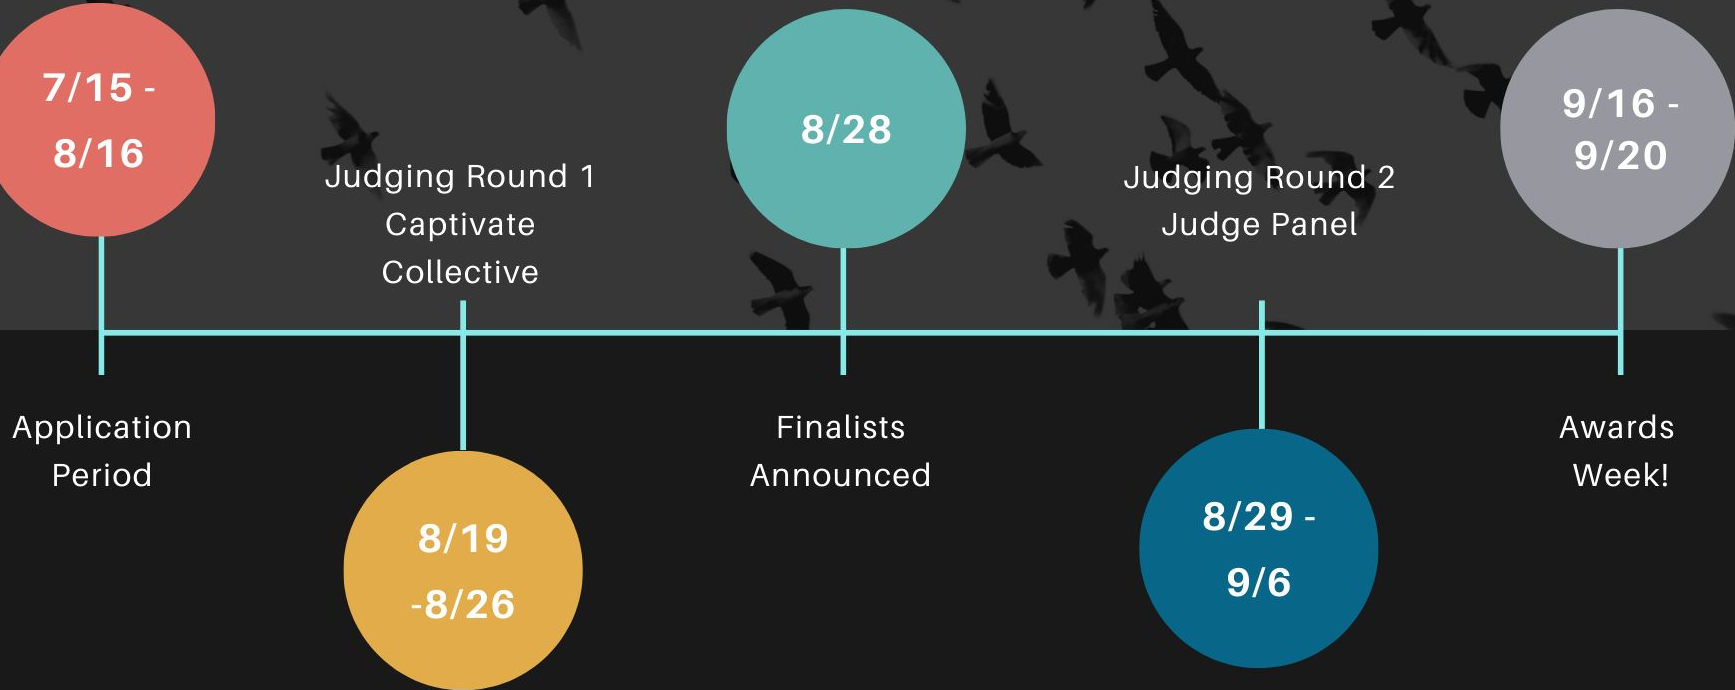 7/15 -
8/16
Application
Period
Judging Round 1
Captivate
Collective
8/19
-8/26
8/28
Finalists
Announced
Judging Round 2
Judge Panel
8/29 -
9/6
9/16 -
9/20
Awards
Week!